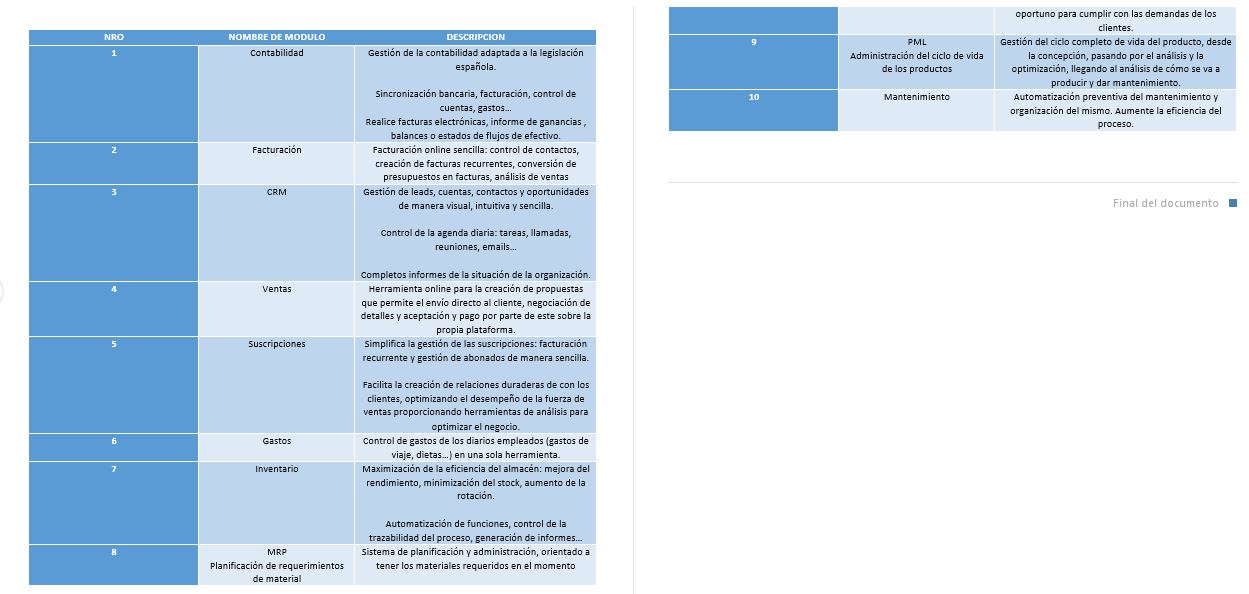 NRO NOMBRE DE MODULO DESCRIPCION
1 Contabilidad Gestión de la contabilidad adaptada a la legislación
española.
Sincronización bancaria, facturación, control de
cuentas, gastos…
Realice facturas electrónicas, informe de ganancias ,
balances o estados de flujos de efectivo.
2 Facturación Facturación online sencilla: control de contactos,
creación de facturas recurrentes, conversión de
presupuestos en facturas, análisis de ventas
3 CRM Gestión de leads, cuentas, contactos y oportunidades
de manera visual, intuitiva y sencilla.
Control de la agenda diaria: tareas, llamadas,
reuniones, emails…
Completos informes de la situación de la organización.
4 Ventas Herramienta online para la creación de propuestas
que permite el envío directo al cliente, negociación de
detalles y aceptación y pago por parte de este sobre la
propia plataforma.
5 Suscripciones Simplifica la gestión de las suscripciones: facturación
recurrente y gestión de abonados de manera sencilla.
Facilita la creación de relaciones duraderas de con los
clientes, optimizando el desempeño de la fuerza de
ventas proporcionando herramientas de análisis para
optimizar el negocio.
6 Gastos Control de gastos de los diarios empleados (gastos de
viaje, dietas…) en una sola herramienta.
7 Inventario Maximización de la eficiencia del almacén: mejora del
rendimiento, minimización del stock, aumento de la
rotación.
Automatización de funciones, control de la
trazabilidad del proceso, generación de informes…
8 MRP Sistema de planificación y administración, orientado a
Planificación de requerimientos tener los materiales requeridos en el momento
de material
oportuno para cumplir con las demandas de los
clientes.
9 PML Gestión del ciclo completo de vida del producto, desde
Administración del ciclo de vida la concepción, pasando por el análisis y la
de los productos optimización, llegando al análisis de cómo se va a
producir y dar mantenimiento.
10 Mantenimiento Automatización preventiva del mantenimiento y
organización del mismo. Aumente la eficiencia del
proceso.
Final del documento